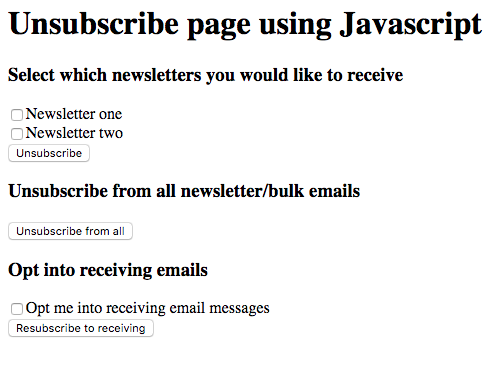 Unsubscribe page using Javascript
Select which newsletters you would like to receive
Newsletter one
Newsletter two
Unsubscribe
Unsubscribe from all newsletter/bulk emails
Unsubscribe from all
Opt into receiving emails
Opt me into receiving email messages
Resubscribe to receiving